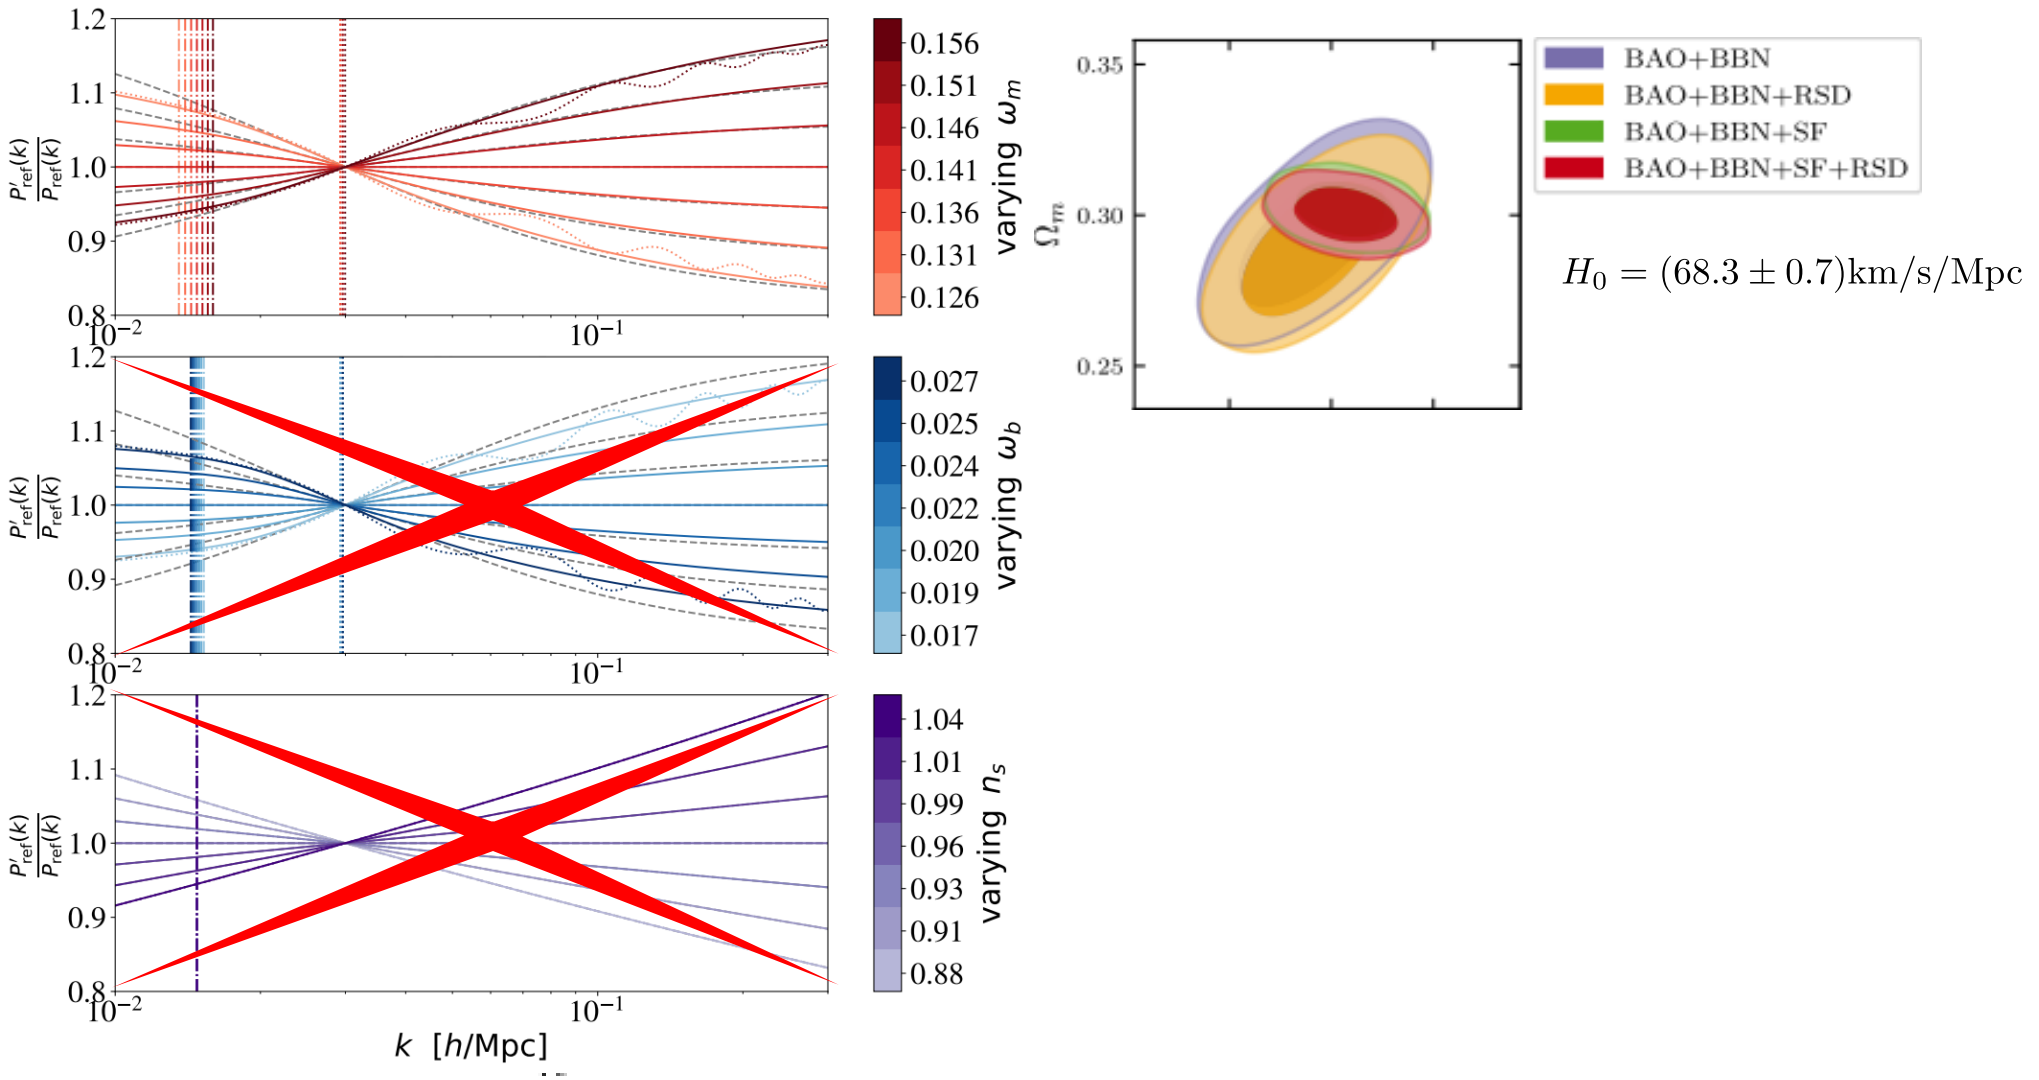 1.2
1.1
1.0
0.9
0.8
P′ref(k)
Pref(k)
10−2
10−1
0.156
0.151
0.146
0.141
0.136
0.131
0.126
varying ωm
1.2
1.1
1.0
0.9
0.8
P′ref(k)
Pref(k)
10−2
10−1
0.027
0.025
0.024
0.022
0.020
0.019
0.017
varying ωb
1.2
1.1
1.0
0.9
0.8
P′ref(k)
Pref(k)
10−2
10−1
k [h/Mpc]
1.04
1.01
0.99
0.96
0.93
0.91
0.88
varying ns
0.35
0.30
0.25
Ωm
BAO+BBN
BAO+BBN+RSD
BAO+BBN+SF
BAO+BBN+SF+RSD
H0 = (68.3 ± 0.7)km/s/Mpc